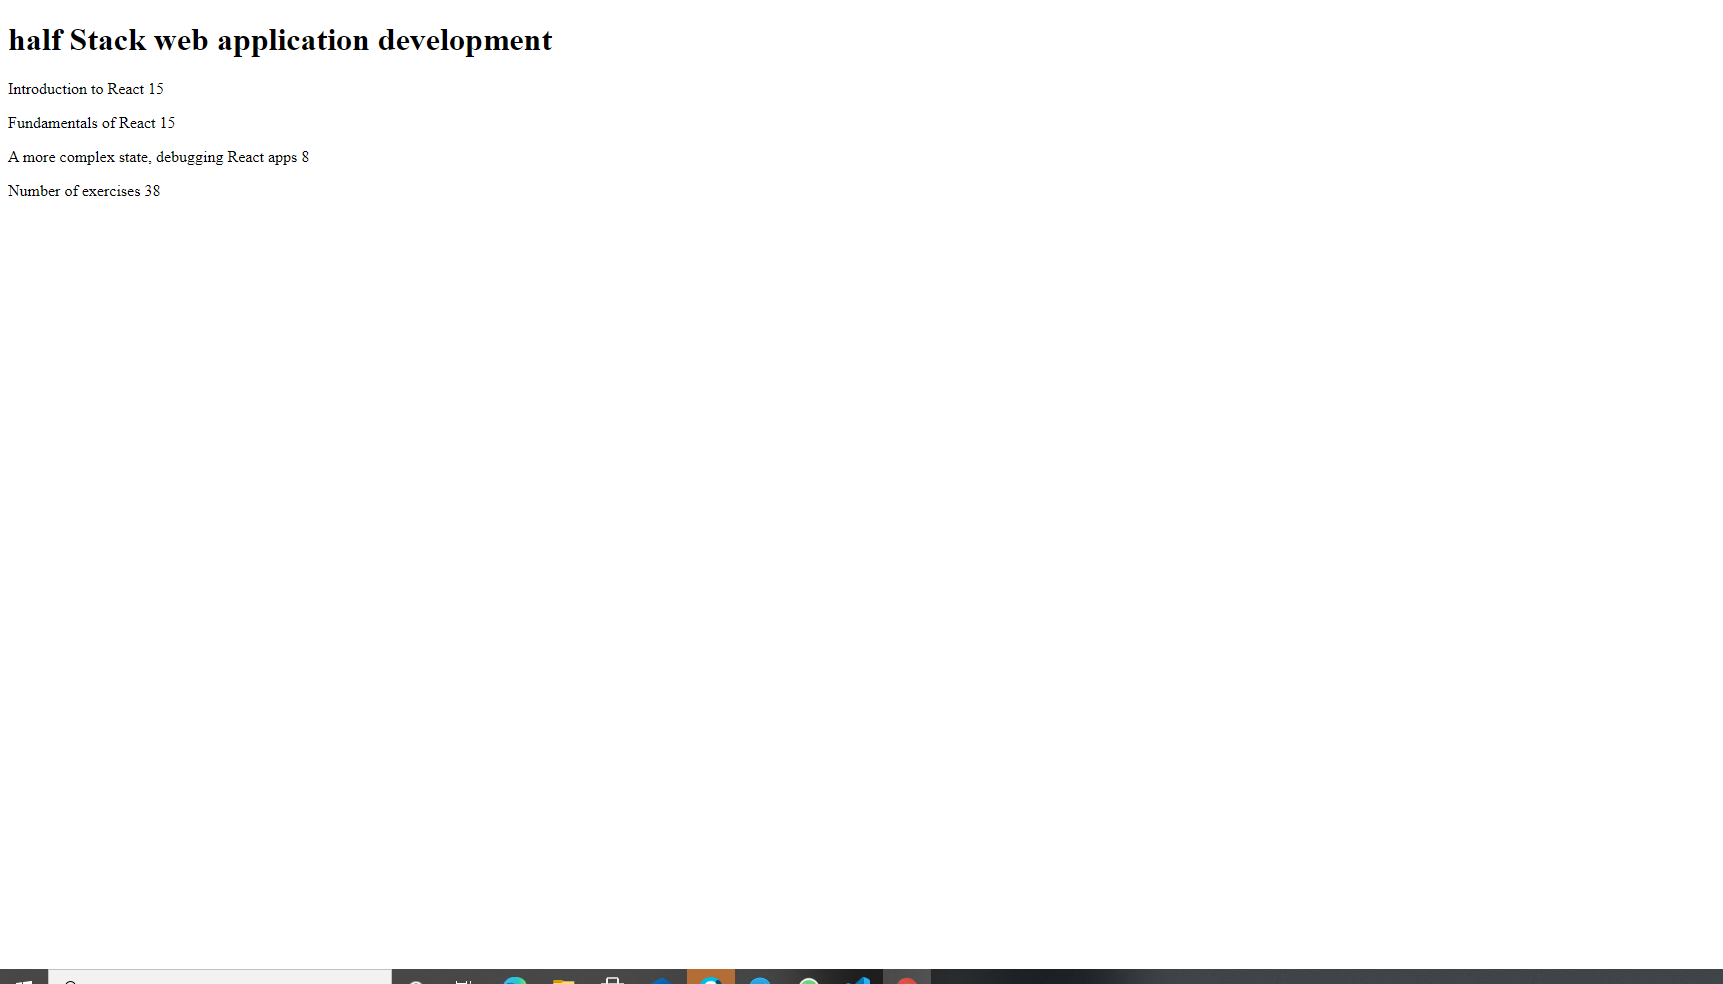 half Stack web application development
Introduction to React 15
Fundamentals of React 15
A more complex state, debugging React apps 8
Number of exercises 38